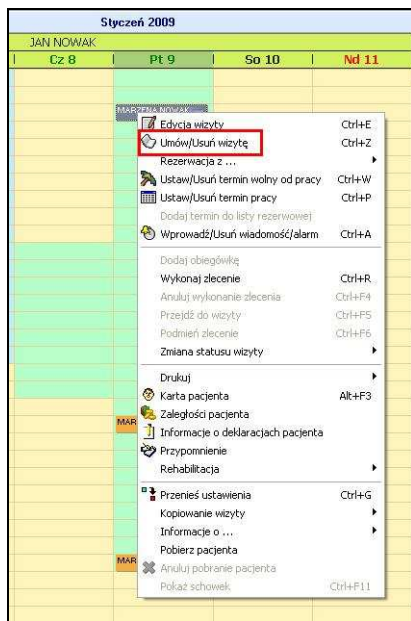 Styczeń 2009
JAN NOWAK
Cz 8 Pt 9 So 10 Nd 11
MARZENA NOWAK
Edycja wizyty Ctrl+E
Umów/Usuń wizytę Ctrl+Z
Rezerwacja z ...
Ustaw/Usuń termin wolny od pracy Ctrl+W
Ustaw/Usuń termin pracy Ctrl+P
Dodaj termin do listy rezerwowej
Wprowadź/Usuń wiadomość/alarm Ctrl+A
Dodaj obiegówkę
Wykonaj zlecenie Ctrl+R
Anuluj wykonanie zlecenia Ctrl+F4
Przejdź do wizyty Ctrl+F5
Podmień zlecenie Ctrl+F6
Zmiana statusu wizyty
Drukuj
Karta pacjenta Alt+F3
Zaległości pacjenta
MAR
Informacje o deklaracjach pacjenta
Przypomnienie
Rehabilitacja
Przenieś ustawienia Ctrl+G
Kopiowanie wizyty
Informacje o ...
Pobierz pacjenta
MAR
Anuluj pobranie pacjenta
Pokaż schowek Ctrl+F11